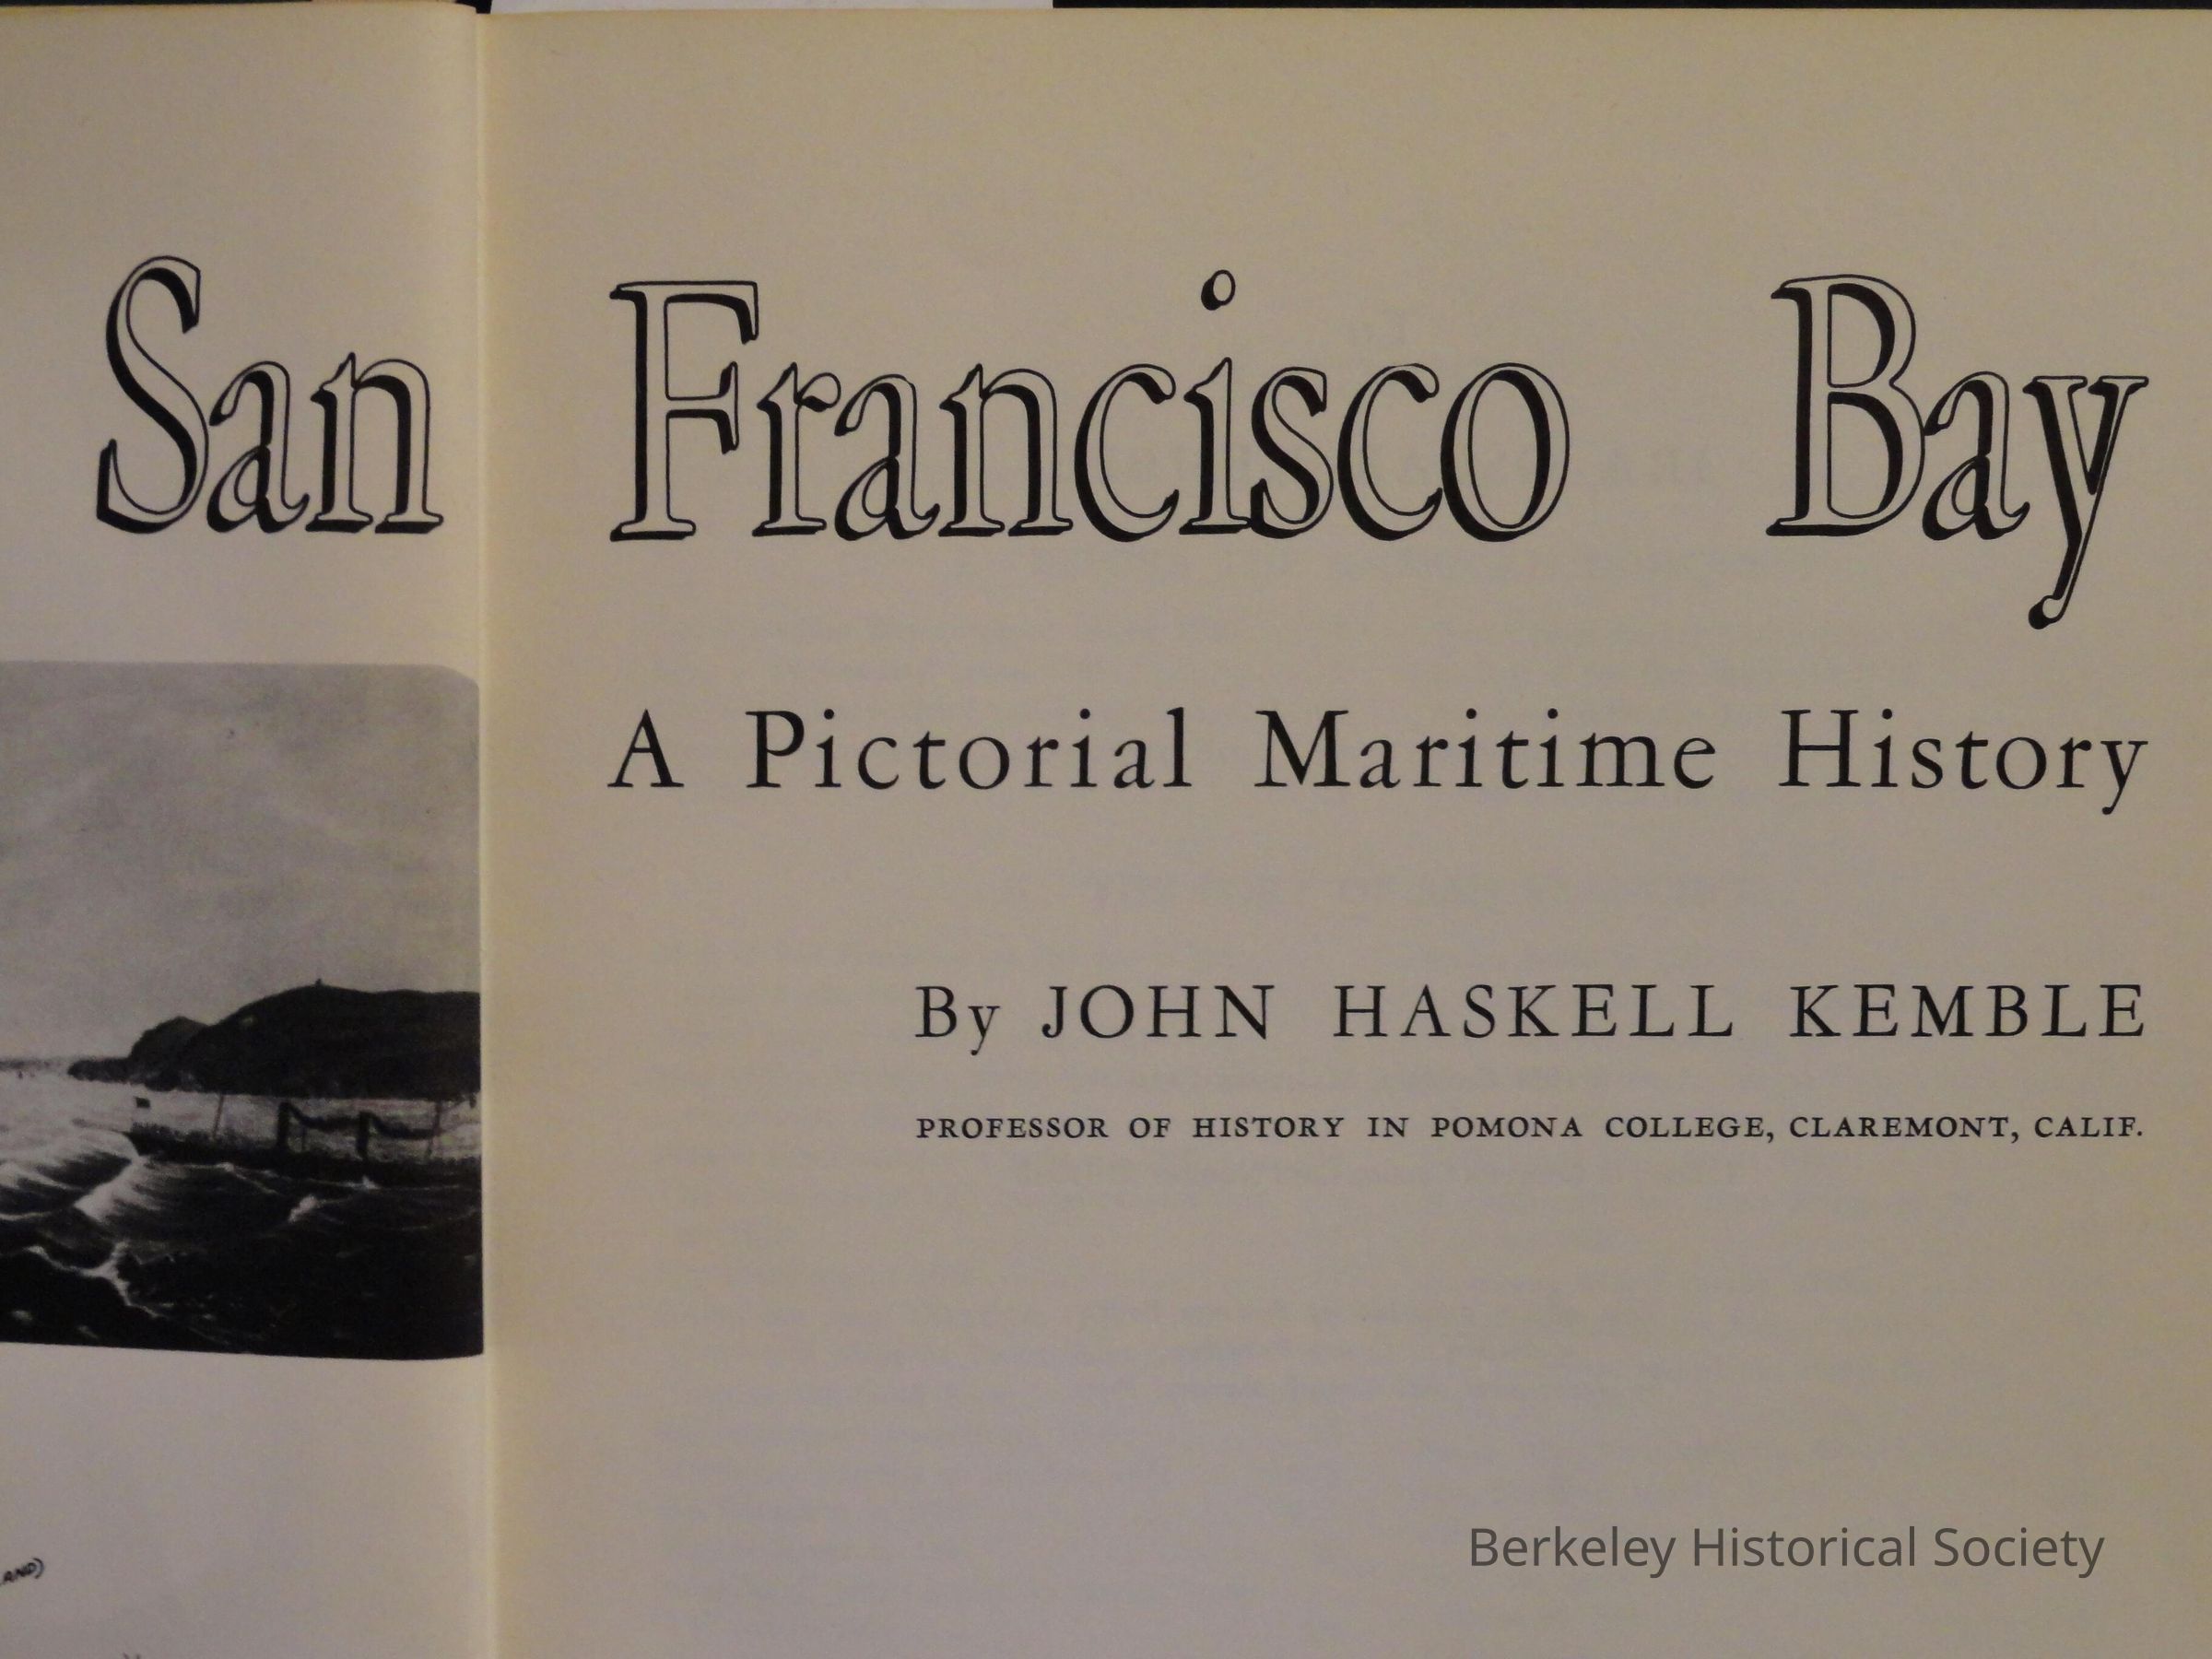 San Francisco Bay
A Pictorial Maritime History
By JOHN HASKELL KEMBLE
PROFESSOR OF HISTORY IN POMONA COLLEGE, CLAREMONT, CALIF.
AND)
Berkeley Historical Society